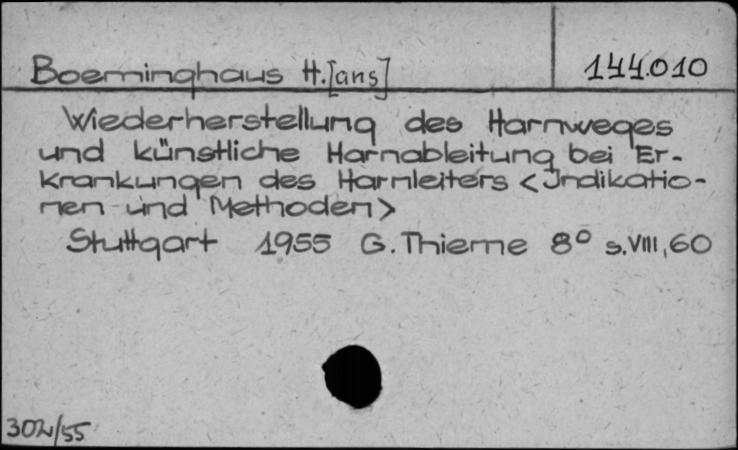 Boeminghaus H.[ans]
144.010
Wiederherstellung des Harnweges
und künstliche Harnableitung bei Er-
krankungen des Harnleiters <Indikatio-
nen und Methoden>
Stuttgart 1955 G. Thieme 8° s.VIII,60
302/55